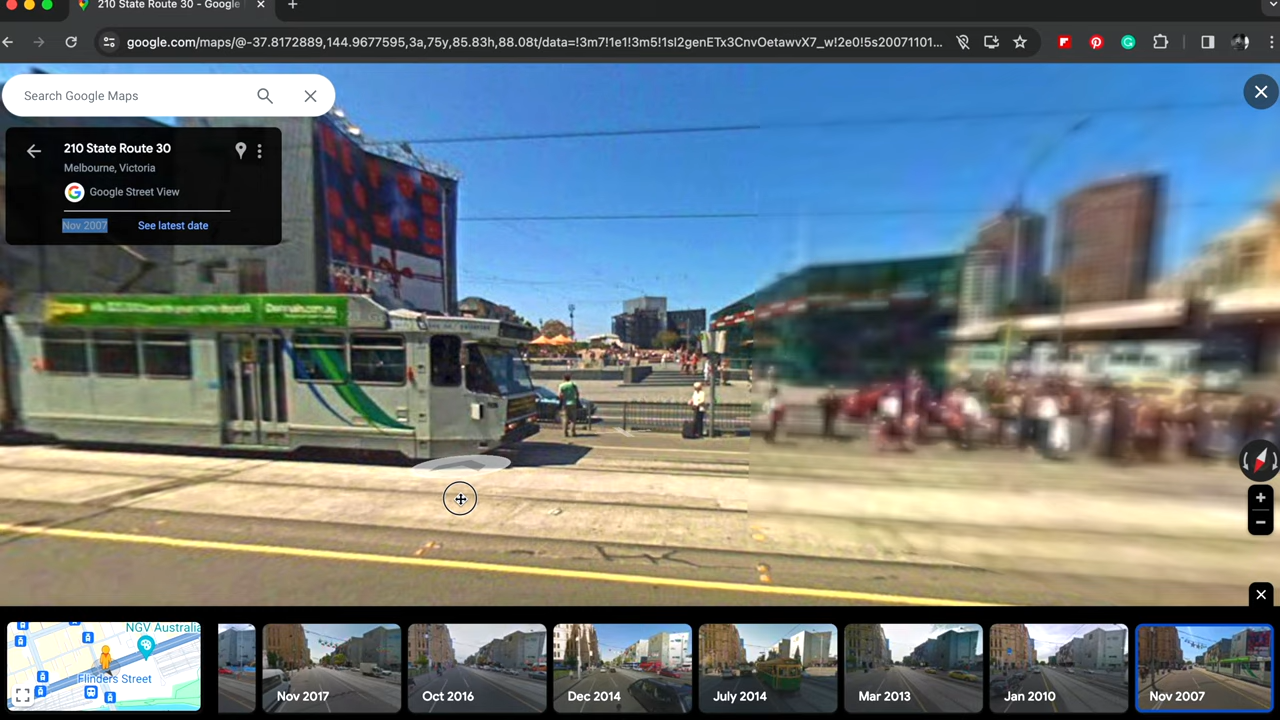 210 State Route 30 - Google
google.com/maps/@-37.8172889,144.9677595,3a,75y,85.83h,88.08t/data=!3m7!1e1!3m5!1sl2genETx3CnvOetawvX7_w!2e0!5s20071101...
Search Google Maps
210 State Route 30
Melbourne, Victoria
Google Street View
Nov 2007
See latest date
NGV Australia
Flinders Street
Nov 2017
Oct 2016
Dec 2014
July 2014
Mar 2013
Jan 2010
Nov 2007